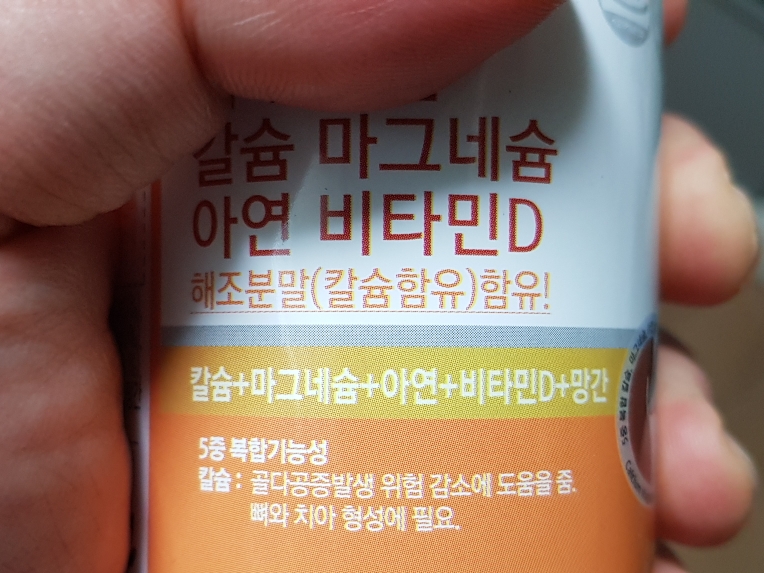 칼슘 마그네슘
아연 비타민D
해조분말(칼슘함유)함유!
칼슘+마그네슘+아연+비타민D+망간
5중 복합기능성
칼슘 : 골다공증발생 위험 감소에 도움을 줌.
뼈와 치아 형성에 필요.